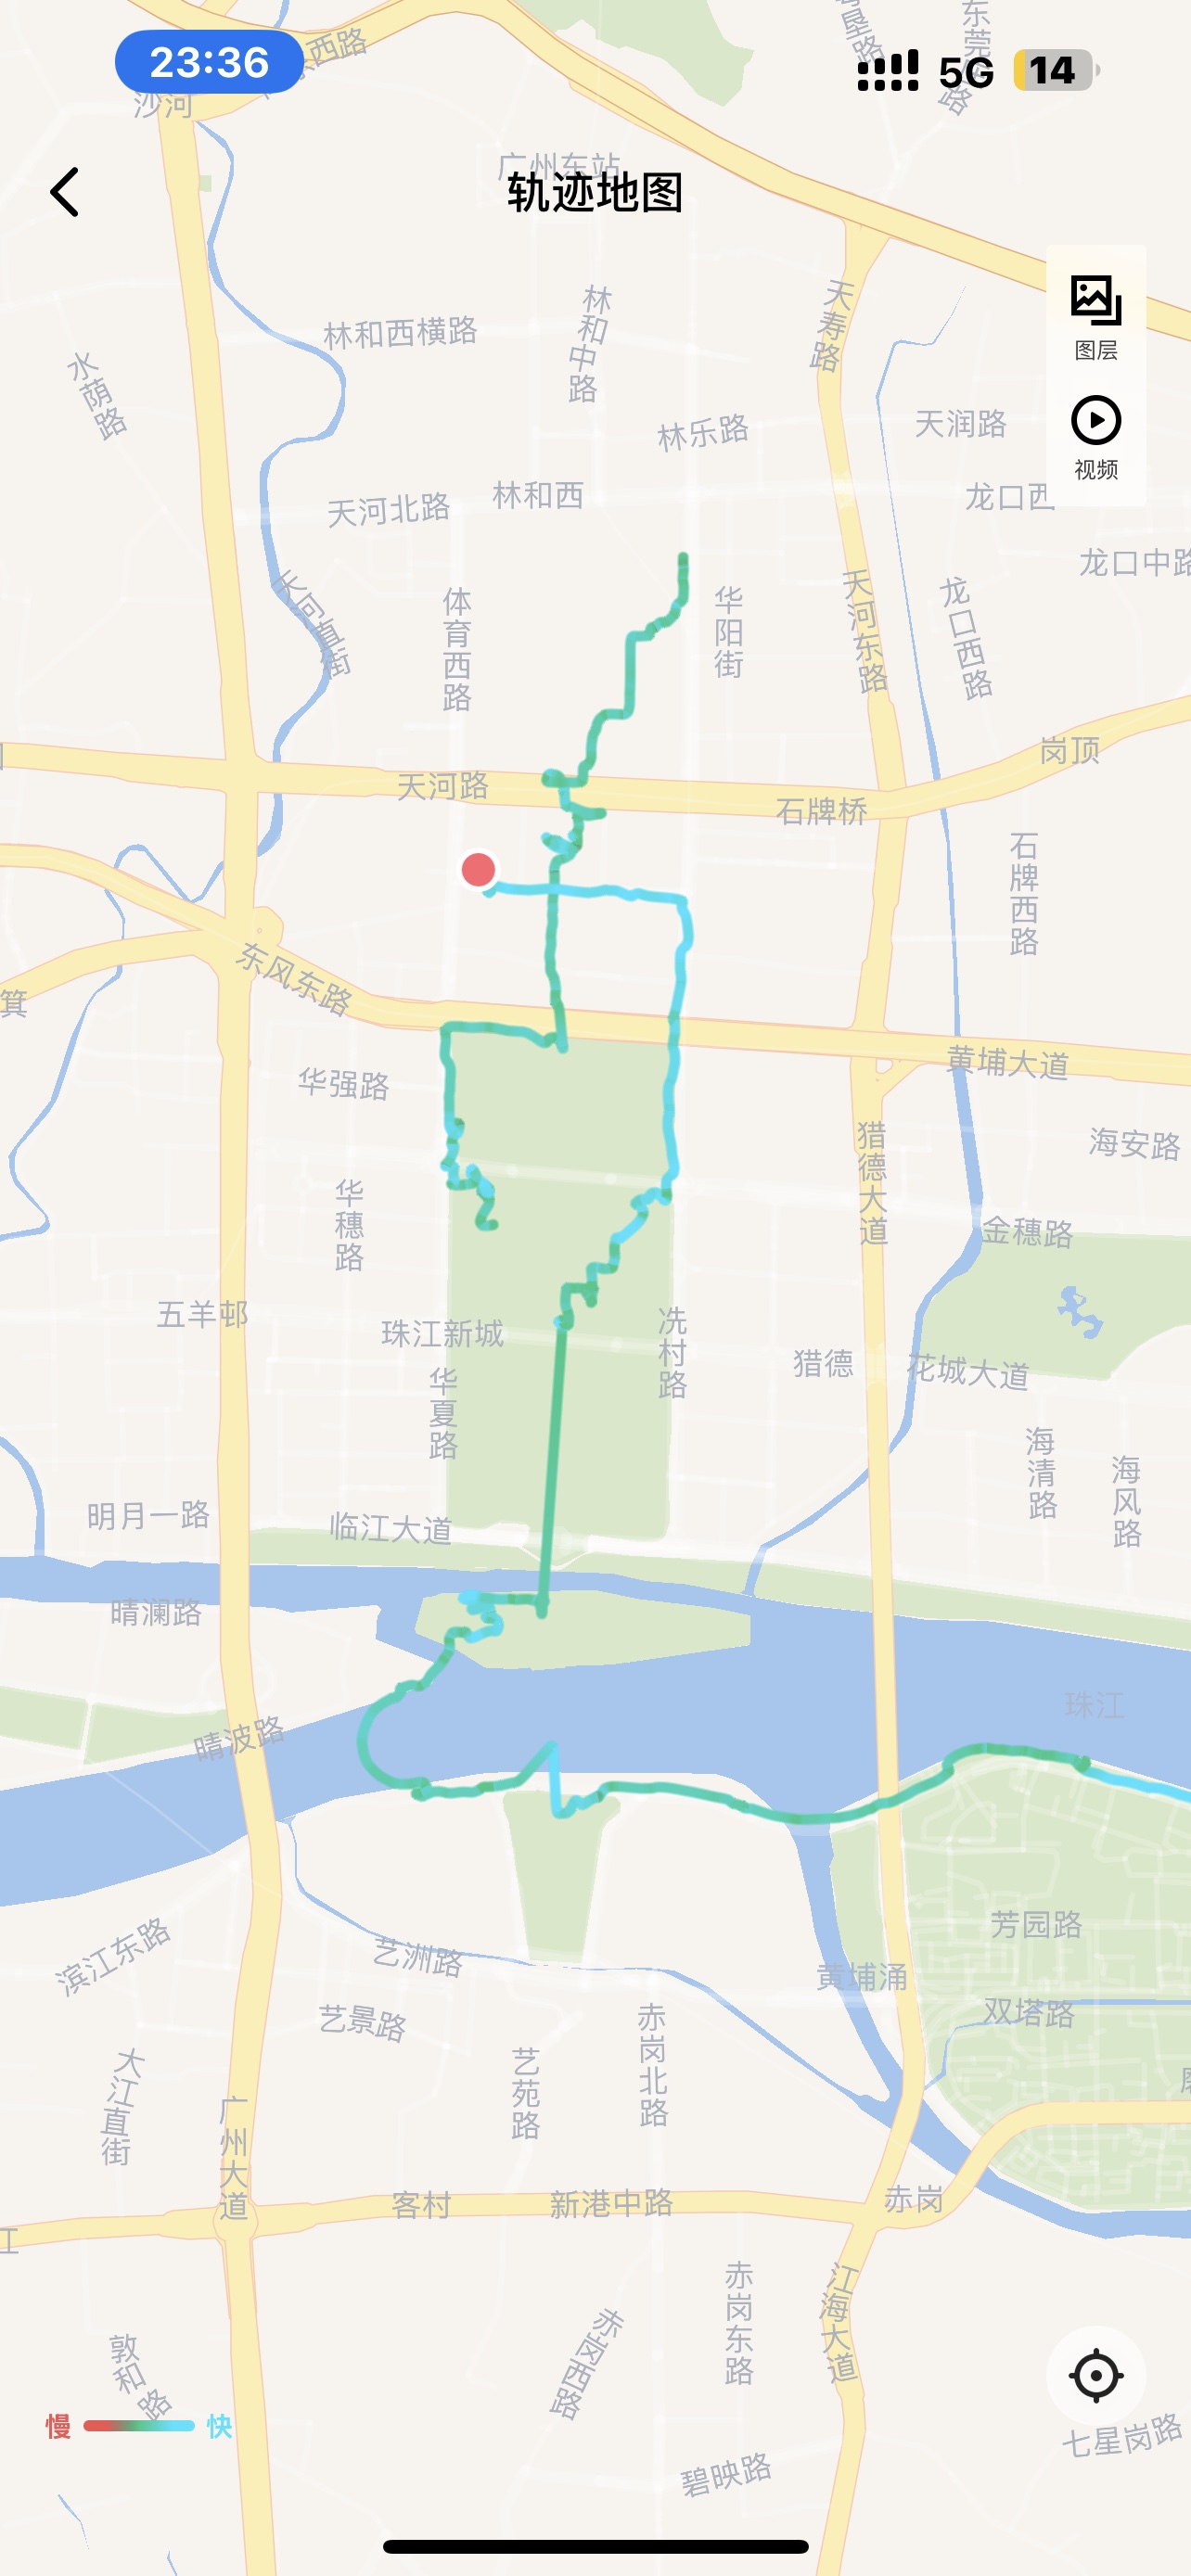 23:36
5G
14
沙河
东西路
广州东站
轨迹地图
图层
视频
林和西横路
林和中路
天寿路
水荫路
林乐路
天润路
天河北路
林和西
龙口西
龙口中路
天河直街
体育西路
华阳街
天河东路
龙口西路
岗顶
天河路
石牌桥
石牌西路
东风东路
箕
黄埔大道
华强路
猎德大道
海安路
华穗路
金穗路
五羊邨
珠江新城
冼村路
猎德
花城大道
华夏路
海清路
海风路
明月一路
临江大道
晴澜路
珠江
晴波路
芳园路
滨江东路
艺洲路
黄埔涌
双塔路
艺景路
赤岗北路
大江直街
艺苑路
广州大道
客村
新港中路
赤岗
江
江海大道
赤岗东路
赤岗西路
敦和路
慢
快
七星岗路
碧映路